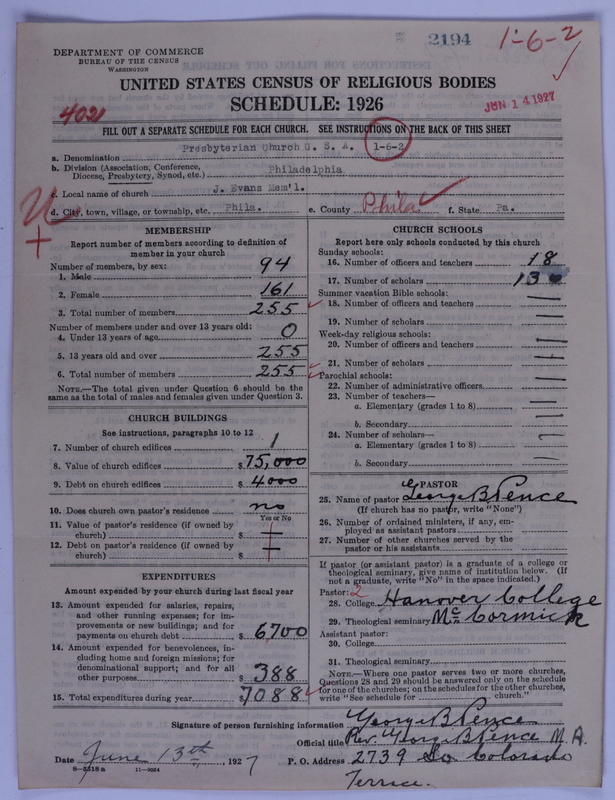 2194
1-6-2
DEPARTMENT OF COMMERCE
BUREAU OF THE CENSUS
WASHINGTON
UNITED STATES CENSUS OF RELIGIOUS BODIES
SCHEDULE: 1926
JUN 14 1927
402
FILL OUT A SEPARATE SCHEDULE FOR EACH CHURCH. SEE INSTRUCTIONS ON THE BACK OF THIS SHEET
a. Denomination Presbyterian Church U. S. A. 1-6-2
b. Division (Association, Conference, Diocese, Presbytery, Synod, etc.) Philadelphia
c. Local name of church J. Evans Mem'l.
d. City, town, village, or township, etc. Phila. e. County Phila f. State Pa.
MEMBERSHIP
Report number of members according to definition of
member in your church
Number of members, by sex:
1. Male 94
2. Female 161
3. Total number of members 255
Number of members under and over 13 years old:
4. Under 13 years of age 0
5. 13 years old and over 255
6. Total number of members 255
NOTE.—The total given under Question 6 should be
same as the total of males and females given under Question 3.
CHURCH BUILDINGS
See instructions, paragraphs 10 to 12
7. Number of church edifices 1
8. Value of church edifices $75,000
9. Debt on church edifices $4000
10. Does church own pastor's residence no
Yes or No
11. Value of pastor's residence (if owned by
church) $ —
12. Debt on pastor's residence (if owned by
church) $ —
EXPENDITURES
Amount expended by your church during last fiscal year
13. Amount expended for salaries, repairs,
and other running expenses; for im-
provements or new buildings; and for
payments on church debt $6700
14. Amount expended for benevolences, in-
cluding home and foreign missions; for
denominational support; and for all
other purposes $388
15. Total expenditures during year $7088
CHURCH SCHOOLS
Report here only schools conducted by this church
Sunday schools:
16. Number of officers and teachers 18
17. Number of scholars 130
Summer vacation Bible schools:
18. Number of officers and teachers —
19. Number of scholars —
Week-day religious schools:
20. Number of officers and teachers —
21. Number of scholars —
Parochial schools:
22. Number of administrative officers —
23. Number of teachers—
a. Elementary (grades 1 to 8) —
b. Secondary —
24. Number of scholars—
a. Elementary (grades 1 to 8) —
b. Secondary —
PASTOR
25. Name of pastor George B Pence
(If church has no pastor, write "None")
26. Number of ordained ministers, if any, em-
ployed as assistant pastors
27. Number of other churches served by the
pastor or his assistants
If pastor (or assistant pastor) is a graduate of a college or
theological seminary, give name of institution below. (If
not a graduate, write "No" in the space indicated.)
Pastor: 2
28. College Hanover College
29. Theological seminary McCormick
Assistant pastor:
30. College
31. Theological seminary
NOTE.—Where one pastor serves two or more churches,
Questions 28 and 29 should be answered only on the schedule
for one of the churches; on the schedules for the other churches,
write "See schedule for church."
Signature of person furnishing information George B Pence
Official title Rev. George B Pence M.A.
Date June 13th, 1927 P. O. Address 2739 So. Colorado
Terrace.
8-5518a 11-9024